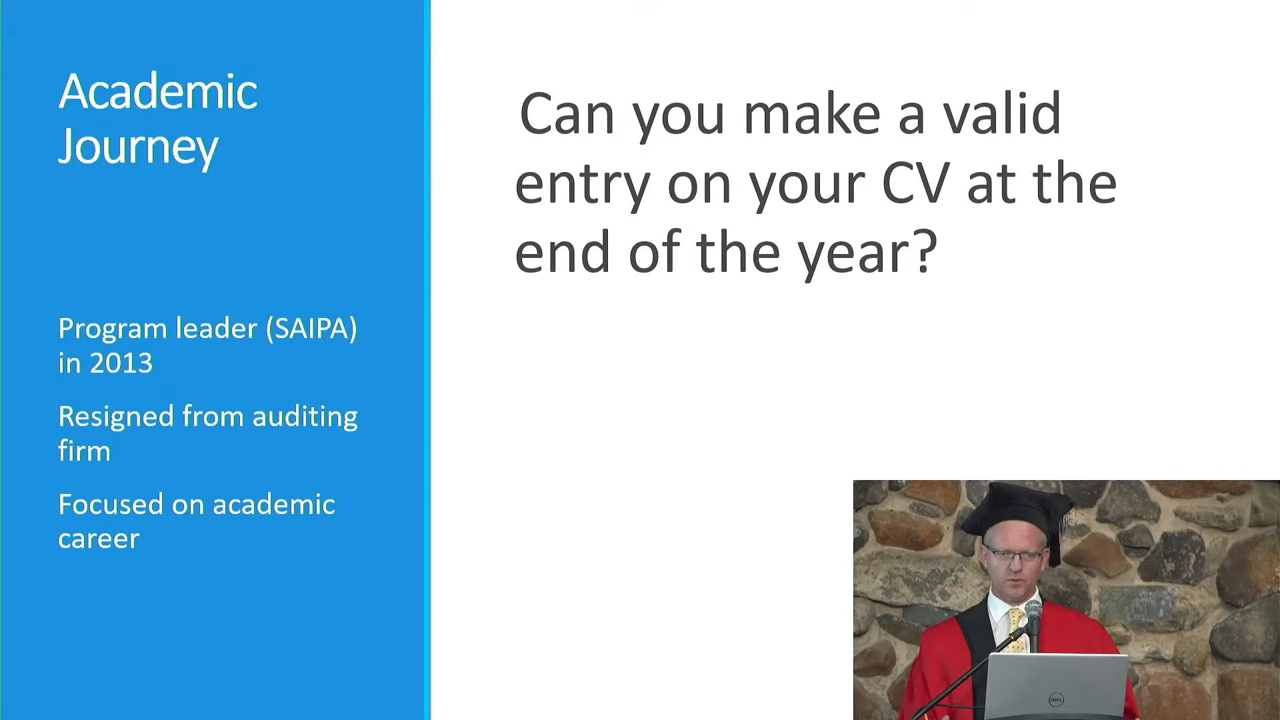 Academic
Journey
Program leader (SAIPA)
in 2013
Resigned from auditing
firm
Focused on academic
career
Can you make a valid
entry on your CV at the
end of the year?
DELL